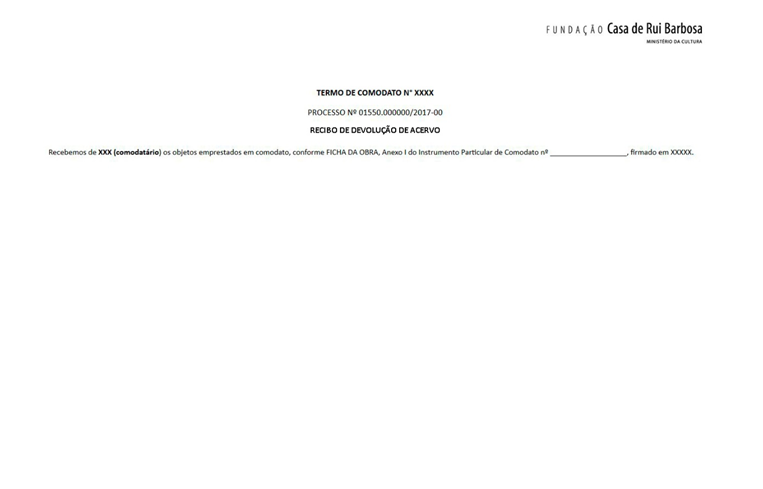 FUNDAÇÃO Casa de Rui Barbosa
MINISTÉRIO DA CULTURA
TERMO DE COMODATO N° XXXX
PROCESSO Nº 01550.000000/2017-00
RECIBO DE DEVOLUÇÃO DE ACERVO
Recebemos de XXX (comodatário) os objetos emprestados em comodato, conforme FICHA DA OBRA, Anexo I do Instrumento Particular de Comodato nº ____________________, firmado em XXXXX.